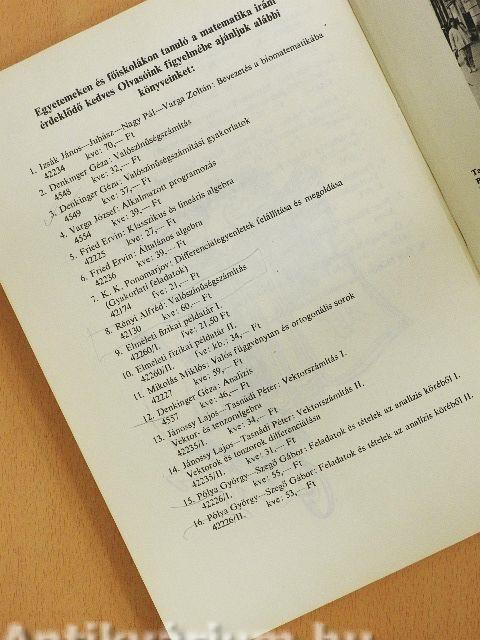 Egyetemeken és főiskolákon tanuló a matematika iránt
érdeklődő kedves Olvasóink figyelmébe ajánljuk alábbi
könyveinket:
1. Izsák János—Juhász—Nagy Pál—Varga Zoltán: Bevezetés a biomatematikába
42234 kve: 70,— Ft
2. Denkinger Géza: Valószínűségszámítás
4548 kve: 32,— Ft
3. Denkinger Géza: Valószínűségszámítási gyakorlatok
4549 kve: 37,— Ft
4. Varga József: Alkalmazott programozás
4554 kve: 39,— Ft
5. Fried Ervin: Klasszikus és lineáris algebra
42225 kve: 27,— Ft
6. Fried Ervin: Általános algebra
42236 kve: 39,— Ft
7. K. K. Ponomarjov: Differenciálegyenletek felállítása és megoldása
(Gyakorlati feladatok)
42174 fve: 21,— Ft
8. Rényi Alfréd: Valószínűségszámítás
42130 kve: 60,— Ft
9. Elméleti fizikai példatár I.
42260/I. fve: 21,50 Ft
10. Elméleti fizikai példatár II.
42260/II. fve: kb.: 34,— Ft
11. Mikolás Miklós: Valós függvénytan és ortogonális sorok
42227 kve: 59,— Ft
12. Denkinger Géza: Analízis
4557 kve: 46,— Ft
13. Jánossy Lajos—Tasnádi Péter: Vektorszámítás I.
Vektor- és tenzoralgebra
42235/I. kve: 34,— Ft
14. Jánossy Lajos—Tasnádi Péter: Vektorszámítás II.
Vektorok és tenzorok differenciálása
42235/II. kve: 31,— Ft
15. Pólya György—Szegő Gábor: Feladatok és tételek az analízis köréből I.
42226/I. kve: 55,— Ft
16. Pólya György—Szegő Gábor: Feladatok és tételek az analízis köréből II.
42226/II. kve: 53,— Ft
Antikvárium.hu